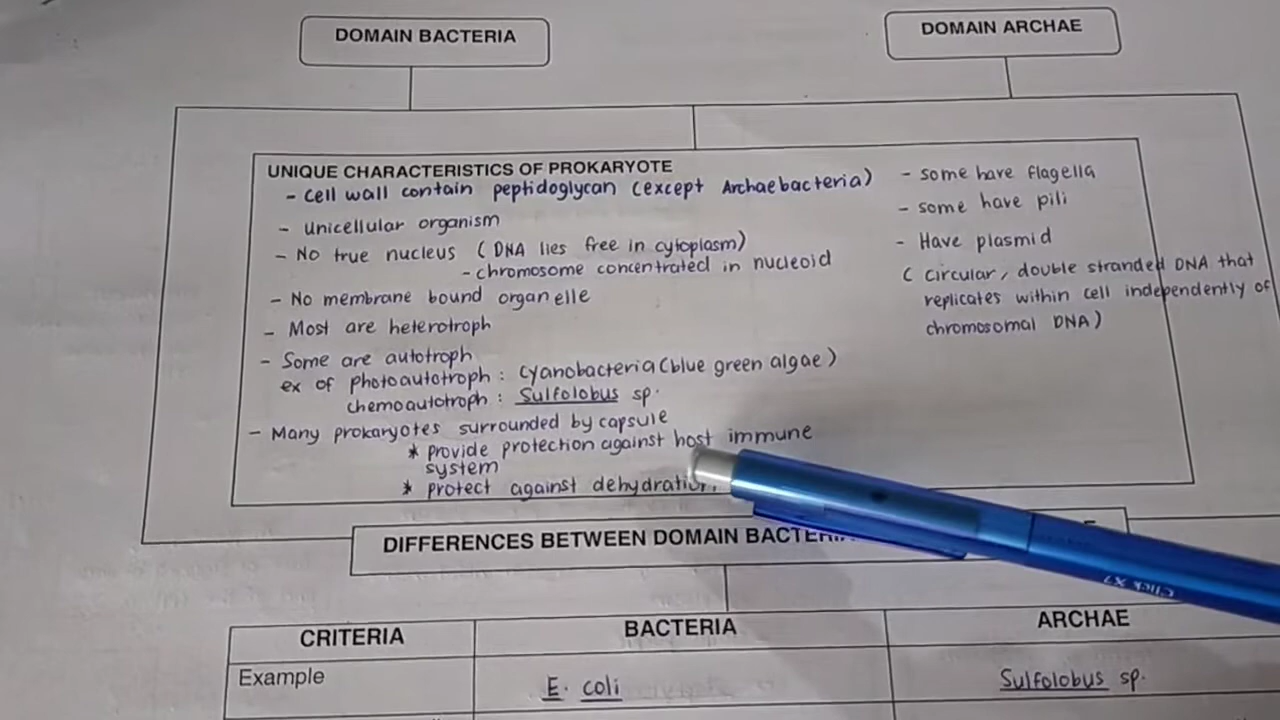 DOMAIN BACTERIA
DOMAIN ARCHAE
UNIQUE CHARACTERISTICS OF PROKARYOTE
- Cell wall contain peptidoglycan (except Archaebacteria)
- Unicellular organism
- No true nucleus (DNA lies free in cytoplasm)
- chromosome concentrated in nucleoid
- No membrane bound organelle
- Most are heterotroph
- Some are autotroph
ex of photoautotroph : cyanobacteria (blue green algae)
chemoautotroph : Sulfolobus sp.
- Many prokaryotes surrounded by capsule
* provide protection against host immune
system
* protect against dehydration
- some have flagella
- some have pili
- Have plasmid
( circular, double stranded DNA that
replicates within cell independently of
chromosomal DNA)
DIFFERENCES BETWEEN DOMAIN BACTERIA
CRITERIA BACTERIA ARCHAE
Example E. coli Sulfolobus sp.
CLICK X7